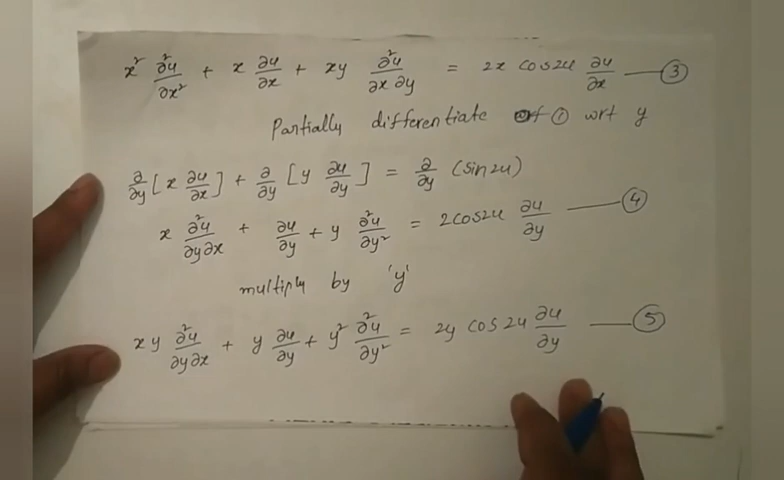 x² ∂²u/∂x² + x ∂u/∂x + xy ∂²u/∂x∂y = 2x cos2u ∂u/∂x —③
Partially differentiate of ① wrt y
∂/∂y [x ∂u/∂x] + ∂/∂y [y ∂u/∂y] = ∂/∂y (sin2u)
x ∂²u/∂y∂x + ∂u/∂y + y ∂²u/∂y² = 2cos2u ∂u/∂y —④
multiply by 'y'
xy ∂²u/∂y∂x + y ∂u/∂y + y² ∂²u/∂y² = 2y cos2u ∂u/∂y —⑤